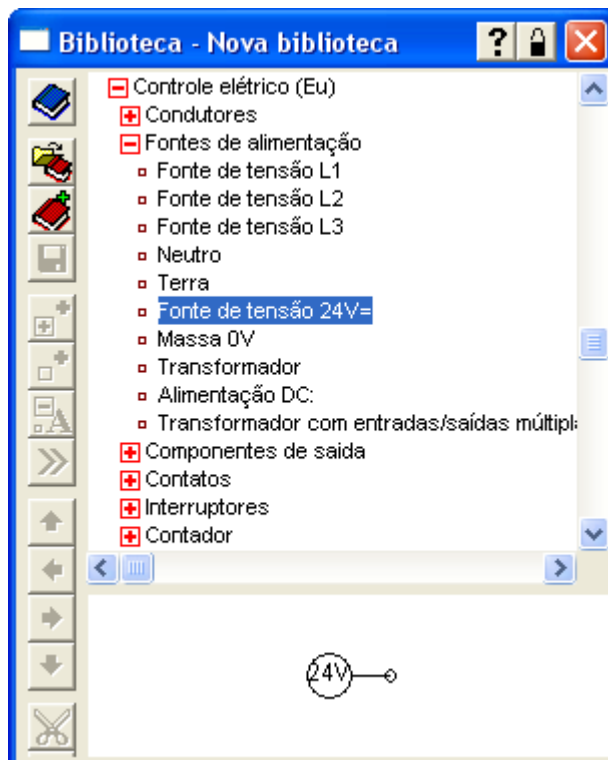 Biblioteca - Nova biblioteca ?
Controle elétrico (Eu)
Condutores
Fontes de alimentação
Fonte de tensão L1
Fonte de tensão L2
Fonte de tensão L3
Neutro
Terra
Fonte de tensão 24V=
Massa 0V
Transformador
Alimentação DC:
Transformador com entradas/saídas múltipl
Componentes de saida
Contatos
Interruptores
Contador
24V